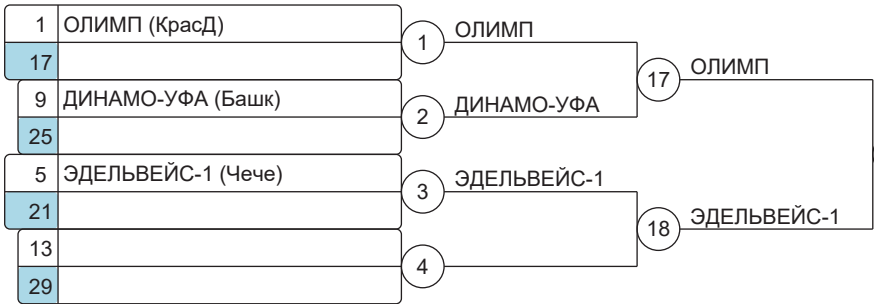 1 ОЛИМП (КрасД)
1
ОЛИМП
17
17
ОЛИМП
9 ДИНАМО-УФА (Башк)
2
ДИНАМО-УФА
25
5 ЭДЕЛЬВЕЙС-1 (Чече)
3
ЭДЕЛЬВЕЙС-1
21
18
ЭДЕЛЬВЕЙС-1
13
4
29